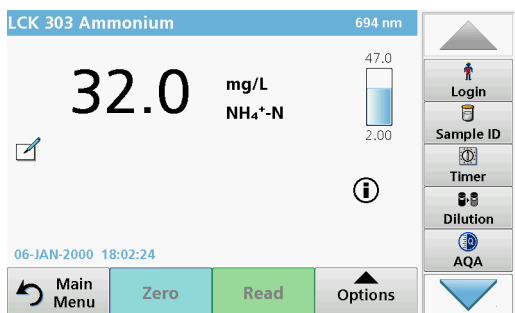 LCK 303 Ammonium 694 nm
47.0
32.0 mg/L
NH₄⁺-N
2.00
i
06-JAN-2000 18:02:24
Main Menu
Zero
Read
Options
Login
Sample ID
Timer
Dilution
AQA